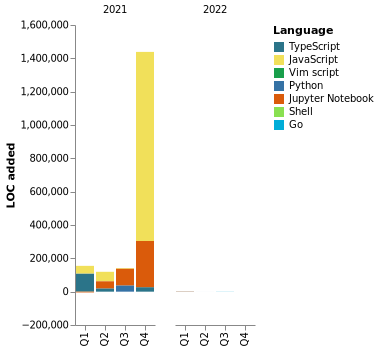 2021
2022
LOC added
1,600,000
1,400,000
1,200,000
1,000,000
800,000
600,000
400,000
200,000
0
−200,000
Q1
Q2
Q3
Q4
Q1
Q2
Q3
Q4
Language
TypeScript
JavaScript
Vim script
Python
Jupyter Notebook
Shell
Go